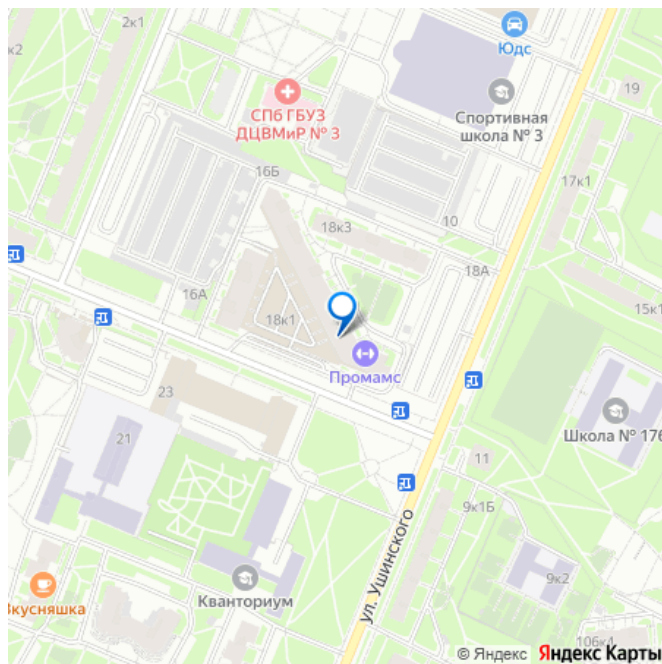 2к1
к2
Юдс
19
СПб ГБУЗ
ДЦВМиР № 3
Спортивная
школа № 3
16Б
17к1
10
18к3
18А
16А
15к1
18к1
Промамс
23
Школа № 176
21
11
9к1Б
ул. Ушинского
Кванториум
9к2
Вкусняшка
106к4
© Яндекс Яндекс Карты